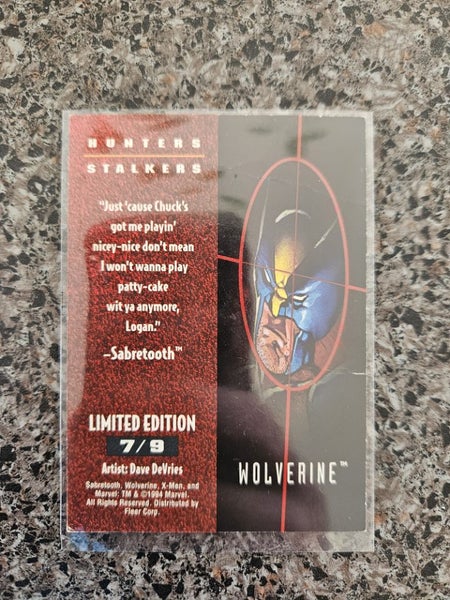 HUNTERS
STALKERS
"Just 'cause Chuck's
got me playin'
nicey-nice don't mean
I won't wanna play
patty-cake
wit ya anymore,
Logan."
–Sabretooth™
LIMITED EDITION
7/9
Artist: Dave DeVries
Sabretooth, Wolverine, X-Men, and
Marvel: TM & ©1994 Marvel.
All Rights Reserved. Distributed by
Fleer Corp.
WOLVERINE™